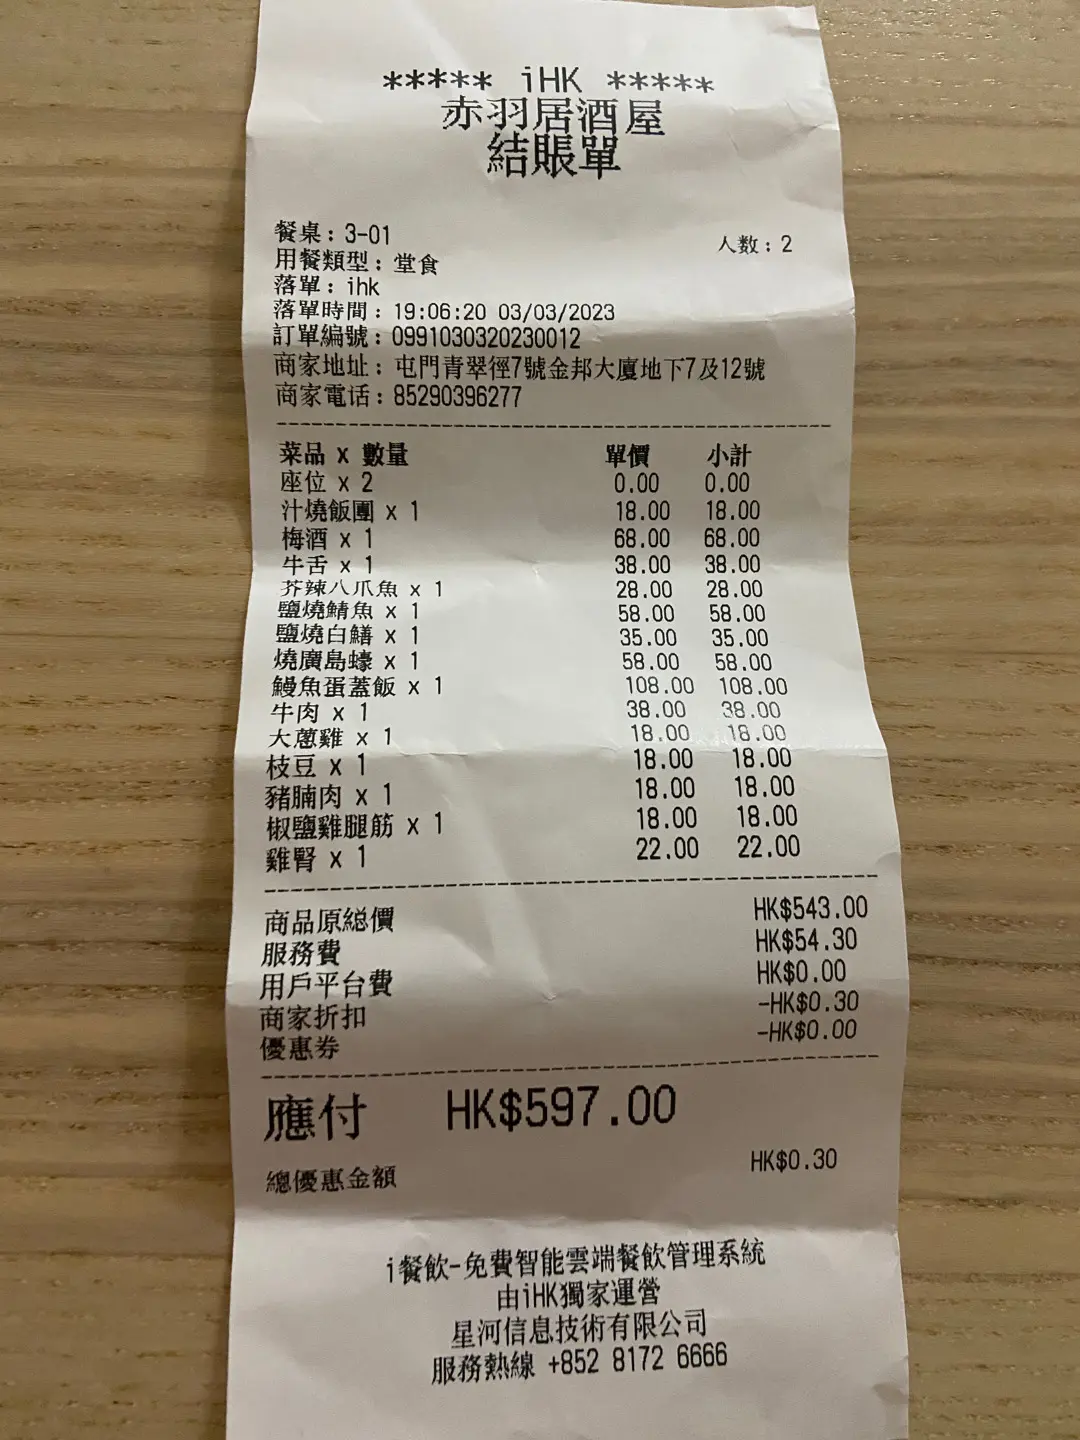 ***** iHK *****
赤羽居酒屋
結賬單
餐桌: 3-01 人数: 2
用餐類型: 堂食
落單: ihk
落單時間: 19:06:20 03/03/2023
訂單編號: 0991030320230012
商家地址: 屯門青翠徑7號金邦大廈地下7及12號
商家電话: 85290396277
菜品 x 數量 單價 小計
座位 x 2 0.00 0.00
汁燒飯團 x 1 18.00 18.00
梅酒 x 1 68.00 68.00
牛舌 x 1 38.00 38.00
芥辣八爪魚 x 1 28.00 28.00
鹽燒鯖魚 x 1 58.00 58.00
鹽燒白鱔 x 1 35.00 35.00
燒廣島蠔 x 1 58.00 58.00
鰻魚蛋蓋飯 x 1 108.00 108.00
牛肉 x 1 38.00 38.00
大蔥雞 x 1 18.00 18.00
枝豆 x 1 18.00 18.00
豬腩肉 x 1 18.00 18.00
椒鹽雞腿筋 x 1 18.00 18.00
雞腎 x 1 22.00 22.00
商品原総價 HK$543.00
服務費 HK$54.30
用戶平台費 HK$0.00
商家折扣 -HK$0.30
優惠券 -HK$0.00
應付 HK$597.00
總優惠金額 HK$0.30
i餐飲-免費智能雲端餐飲管理系統
由iHK獨家運營
星河信息技術有限公司
服務熱線 +852 8172 6666